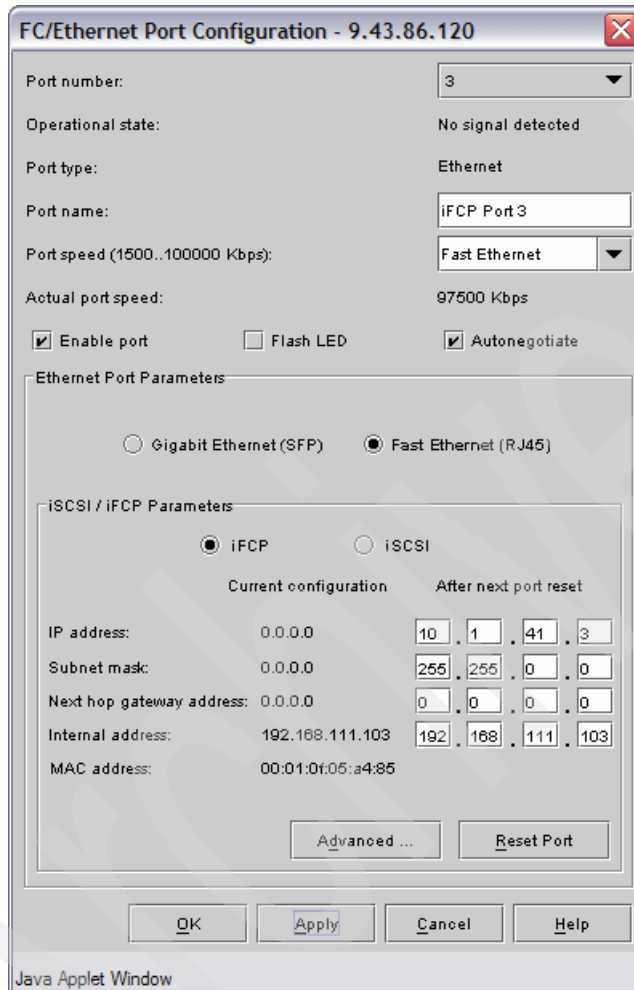 FC/Ethernet Port Configuration - 9.43.86.120
Port number: 3
Operational state: No signal detected
Port type: Ethernet
Port name: iFCP Port 3
Port speed (1500..100000 Kbps): Fast Ethernet
Actual port speed: 97500 Kbps
Enable port Flash LED Autonegotiate
Ethernet Port Parameters
Gigabit Ethernet (SFP) Fast Ethernet (RJ45)
iSCSI / iFCP Parameters
iFCP iSCSI
Current configuration After next port reset
IP address: 0.0.0.0 10 . 1 . 41 . 3
Subnet mask: 0.0.0.0 255 . 255 . 0 . 0
Next hop gateway address: 0.0.0.0 0 . 0 . 0 . 0
Internal address: 192.168.111.103 192 . 168 . 111 . 103
MAC address: 00:01:0f:05:a4:85
Advanced ... Reset Port
OK Apply Cancel Help
Java Applet Window